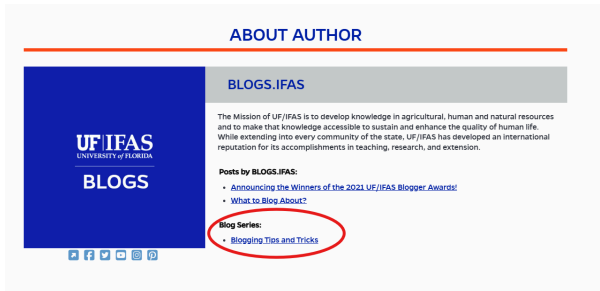 ABOUT AUTHOR
UF IFAS
UNIVERSITY of FLORIDA
BLOGS
BLOGS.IFAS
The Mission of UF/IFAS is to develop knowledge in agricultural, human and natural resources
and to make that knowledge accessible to sustain and enhance the quality of human life.
While extending into every community of the state, UF/IFAS has developed an international
reputation for its accomplishments in teaching, research, and extension.
Posts by BLOGS.IFAS:
• Announcing the Winners of the 2021 UF/IFAS Blogger Awards!
• What to Blog About?
Blog Series:
• Blogging Tips and Tricks